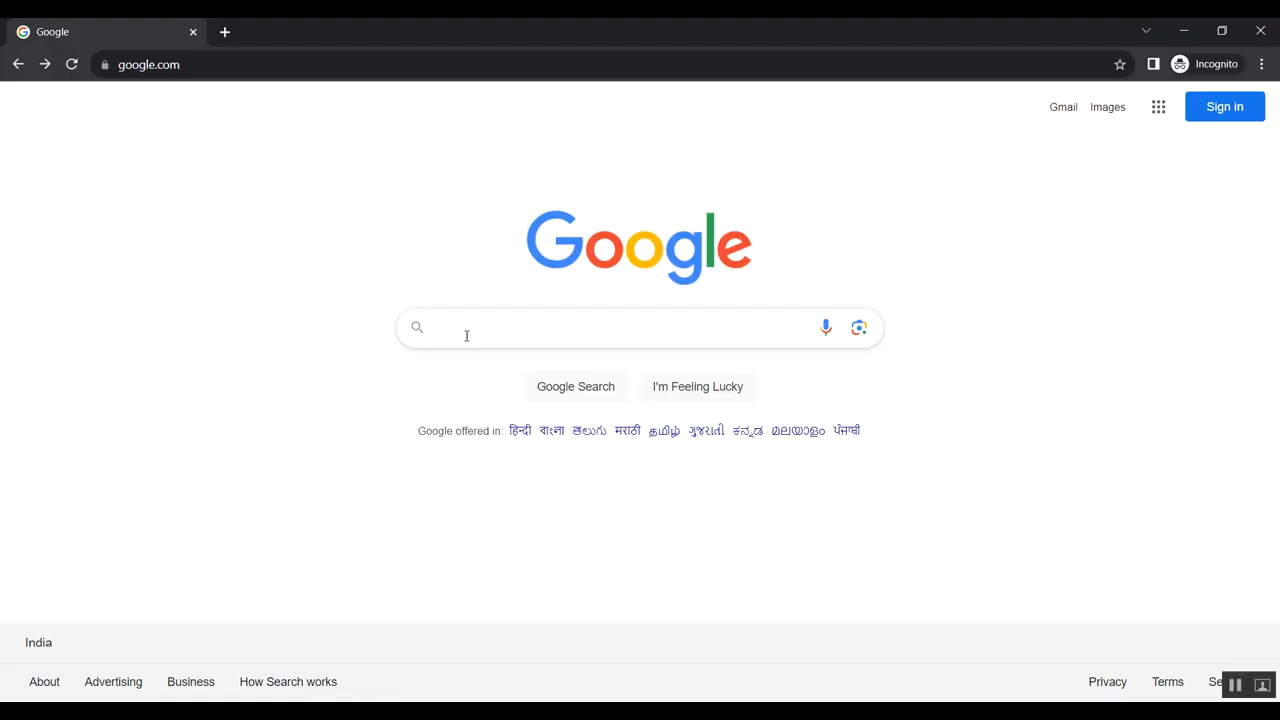 Google
google.com
Incognito
Gmail Images Sign in
Google
Google Search I'm Feeling Lucky
Google offered in: हिन्दी বাংলা తెలుగు मराठी தமிழ் ગુજરાતી ಕನ್ನಡ മലയാളം ਪੰਜਾਬੀ
India
About Advertising Business How Search works Privacy Terms